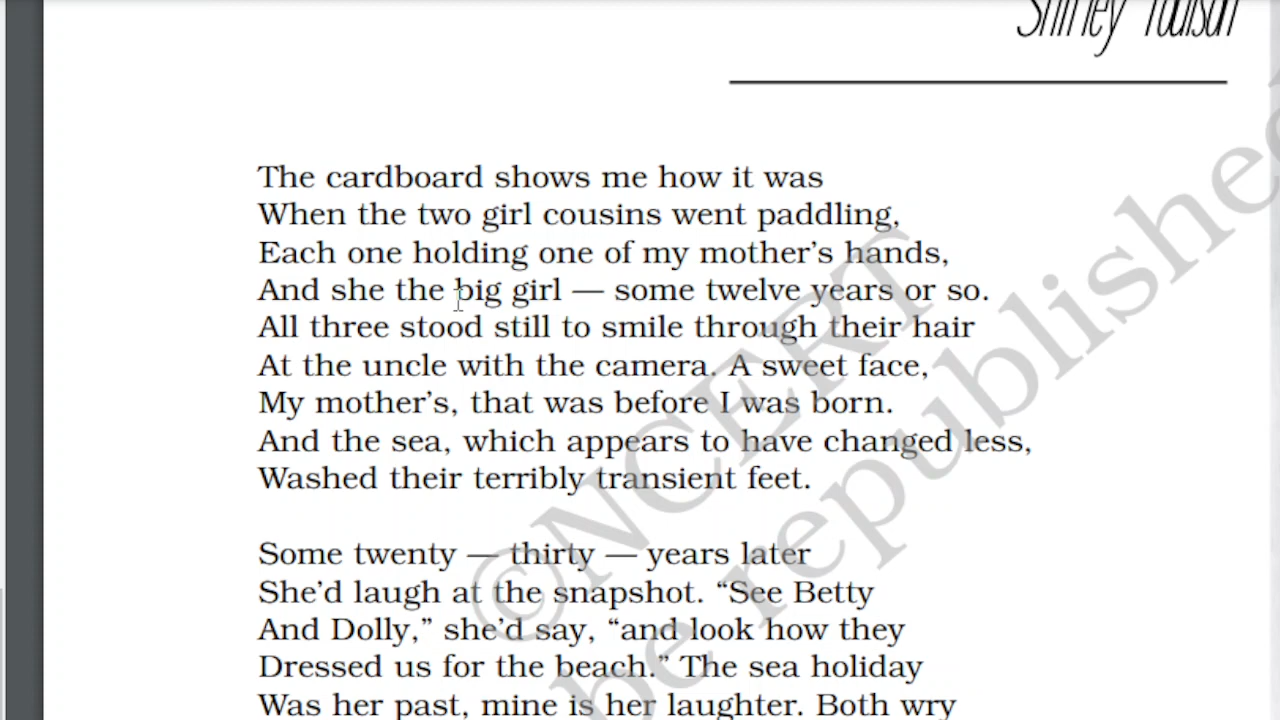 Shirley Toulson
The cardboard shows me how it was
When the two girl cousins went paddling,
Each one holding one of my mother’s hands,
And she the big girl — some twelve years or so.
All three stood still to smile through their hair
At the uncle with the camera. A sweet face,
My mother’s, that was before I was born.
And the sea, which appears to have changed less,
Washed their terribly transient feet.
Some twenty — thirty — years later
She’d laugh at the snapshot. “See Betty
And Dolly,” she’d say, “and look how they
Dressed us for the beach.” The sea holiday
Was her past, mine is her laughter. Both wry
©NCERT
be republished